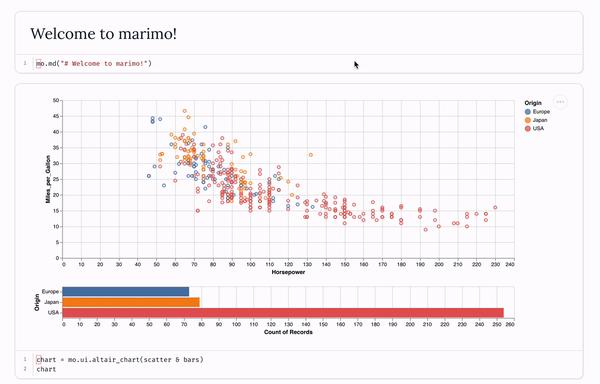 Welcome to marimo!
1 mo.md("# Welcome to marimo!")
50
45
40
35
30
25
20
15
10
5
0
Miles_per_Gallon
0 10 20 30 40 50 60 70 80 90 100 110 120 130 140 150 160 170 180 190 200 210 220 230 240
Horsepower
Origin
Europe
Japan
USA
Origin
Europe
Japan
USA
0 10 20 30 40 50 60 70 80 90 100 110 120 130 140 150 160 170 180 190 200 210 220 230 240 250 260
Count of Records
1 chart = mo.ui.altair_chart(scatter & bars)
2 chart